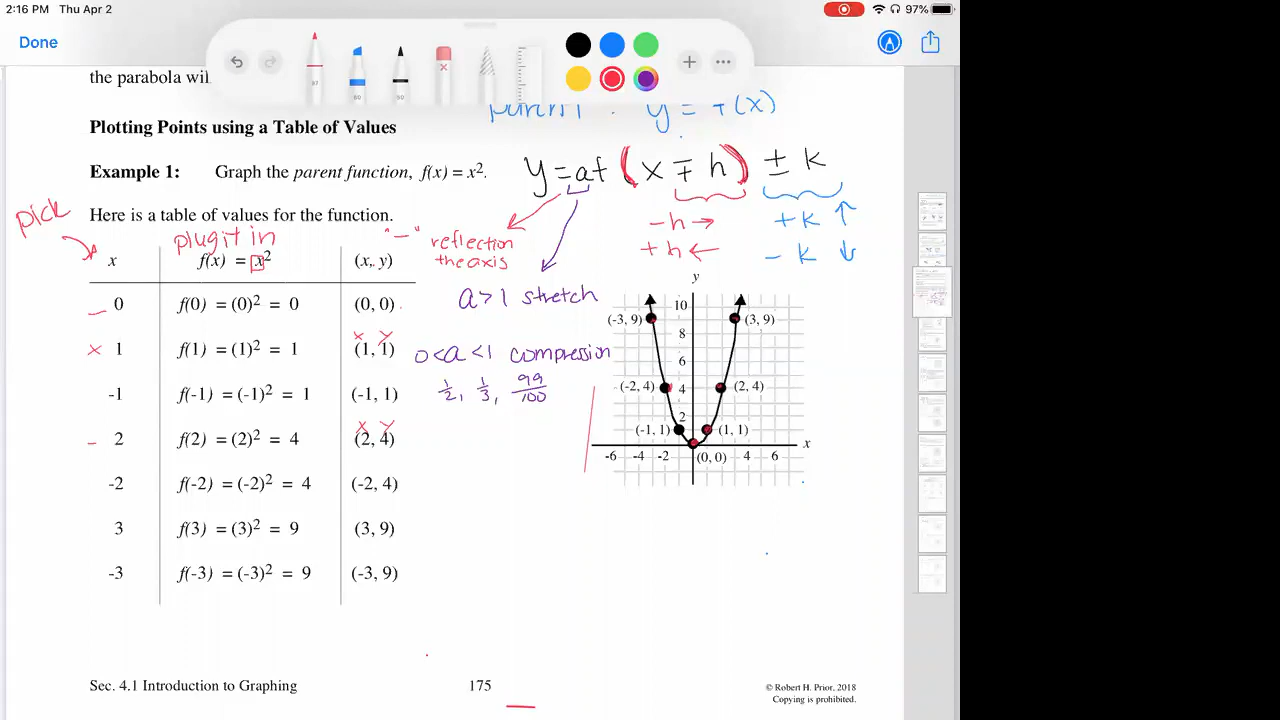 2:16 PM Thu Apr 2
97%
Done
97
80
50
the parabola wil
parent : y = f(x)
Plotting Points using a Table of Values
Example 1: Graph the parent function, f(x) = x².
y = af (x ∓ h) ± k
Here is a table of values for the function.
pick
plug it in
"−" reflection
the axis
-h →
+h ←
+k ↑
- k ↓
x f(x) = x² (x, y)
a > 1 stretch
0 f(0) = (0)² = 0 (0, 0)
x y
x 1 f(1) = (1)² = 1 (1, 1)
0 < a < 1 compression
1/2, 1/3, 99/100
-1 f(-1) = (-1)² = 1 (-1, 1)
x y
2 f(2) = (2)² = 4 (2, 4)
-2 f(-2) = (-2)² = 4 (-2, 4)
3 f(3) = (3)² = 9 (3, 9)
-3 f(-3) = (-3)² = 9 (-3, 9)
y
10
(-3, 9) 8 (3, 9)
6
(-2, 4) 4 (2, 4)
2
(-1, 1) (1, 1)
x
-6 -4 -2 (0, 0) 4 6
Sec. 4.1 Introduction to Graphing
175
© Robert H. Prior, 2018
Copying is prohibited.